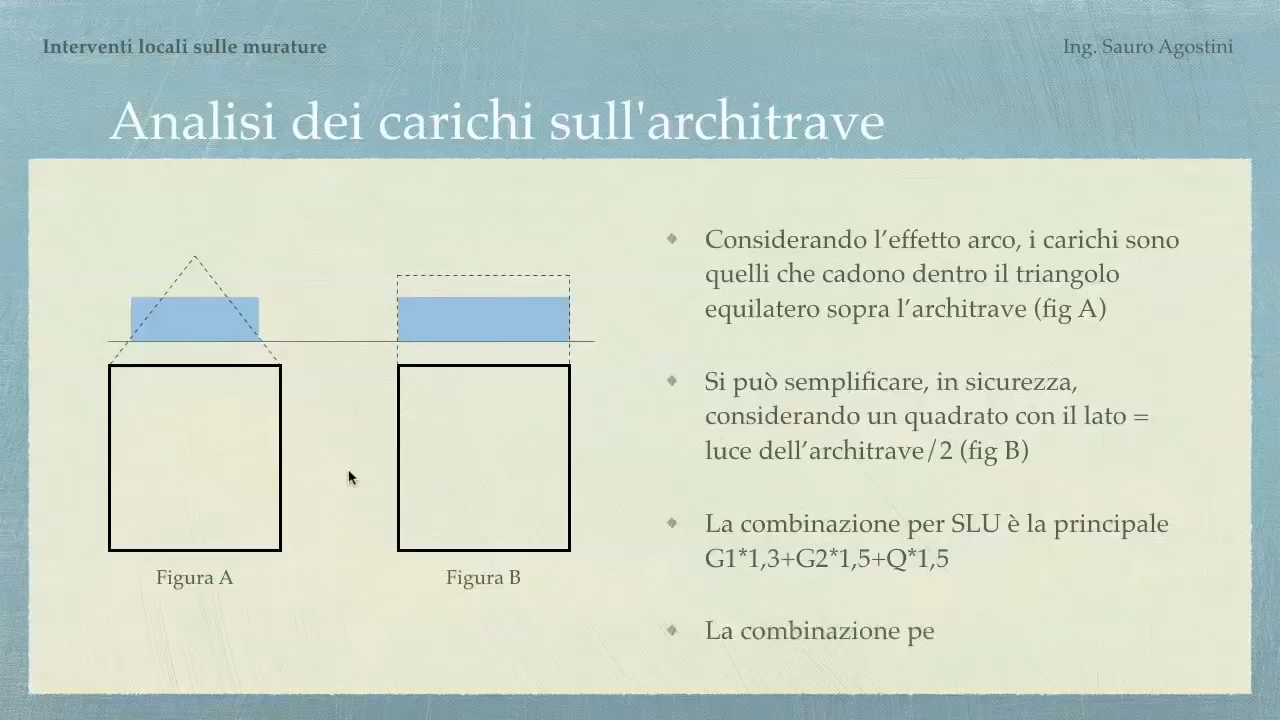 Interventi locali sulle murature
Ing. Sauro Agostini
Analisi dei carichi sull'architrave
Considerando l’effetto arco, i carichi sono
quelli che cadono dentro il triangolo
equilatero sopra l’architrave (fig A)
Si può semplificare, in sicurezza,
considerando un quadrato con il lato =
luce dell’architrave/2 (fig B)
La combinazione per SLU è la principale
G1*1,3+G2*1,5+Q*1,5
La combinazione pe
Figura A
Figura B